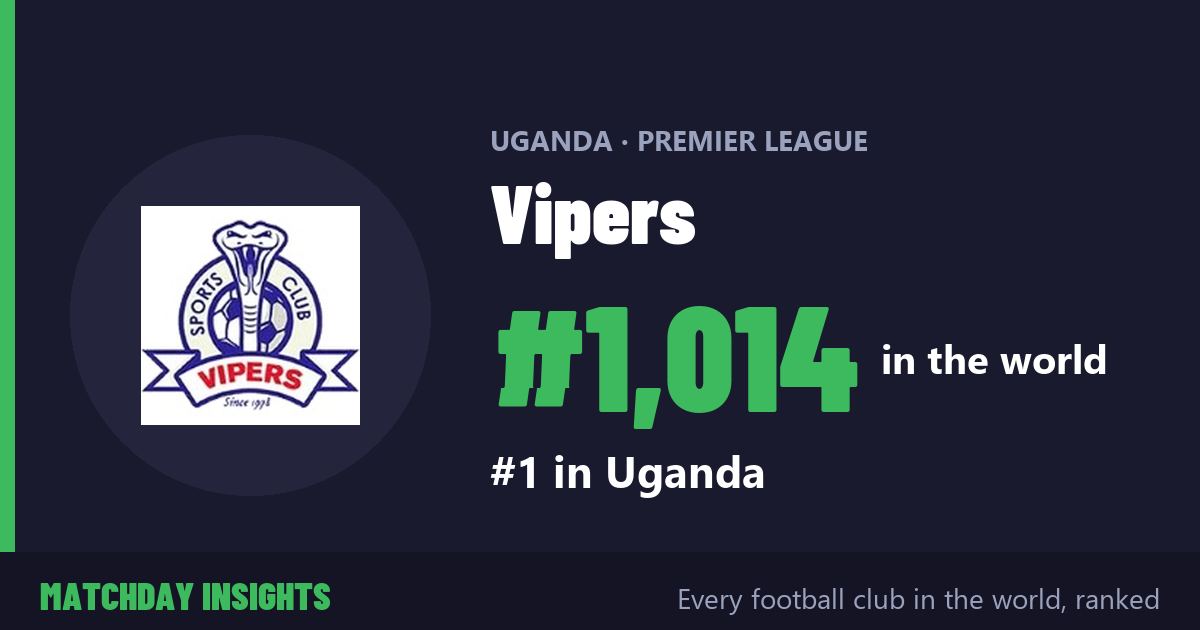 SPORTS CLUB
VIPERS
Since 1978
UGANDA · PREMIER LEAGUE
Vipers
#1,014 in the world
#1 in Uganda
MATCHDAY INSIGHTS
Every football club in the world, ranked